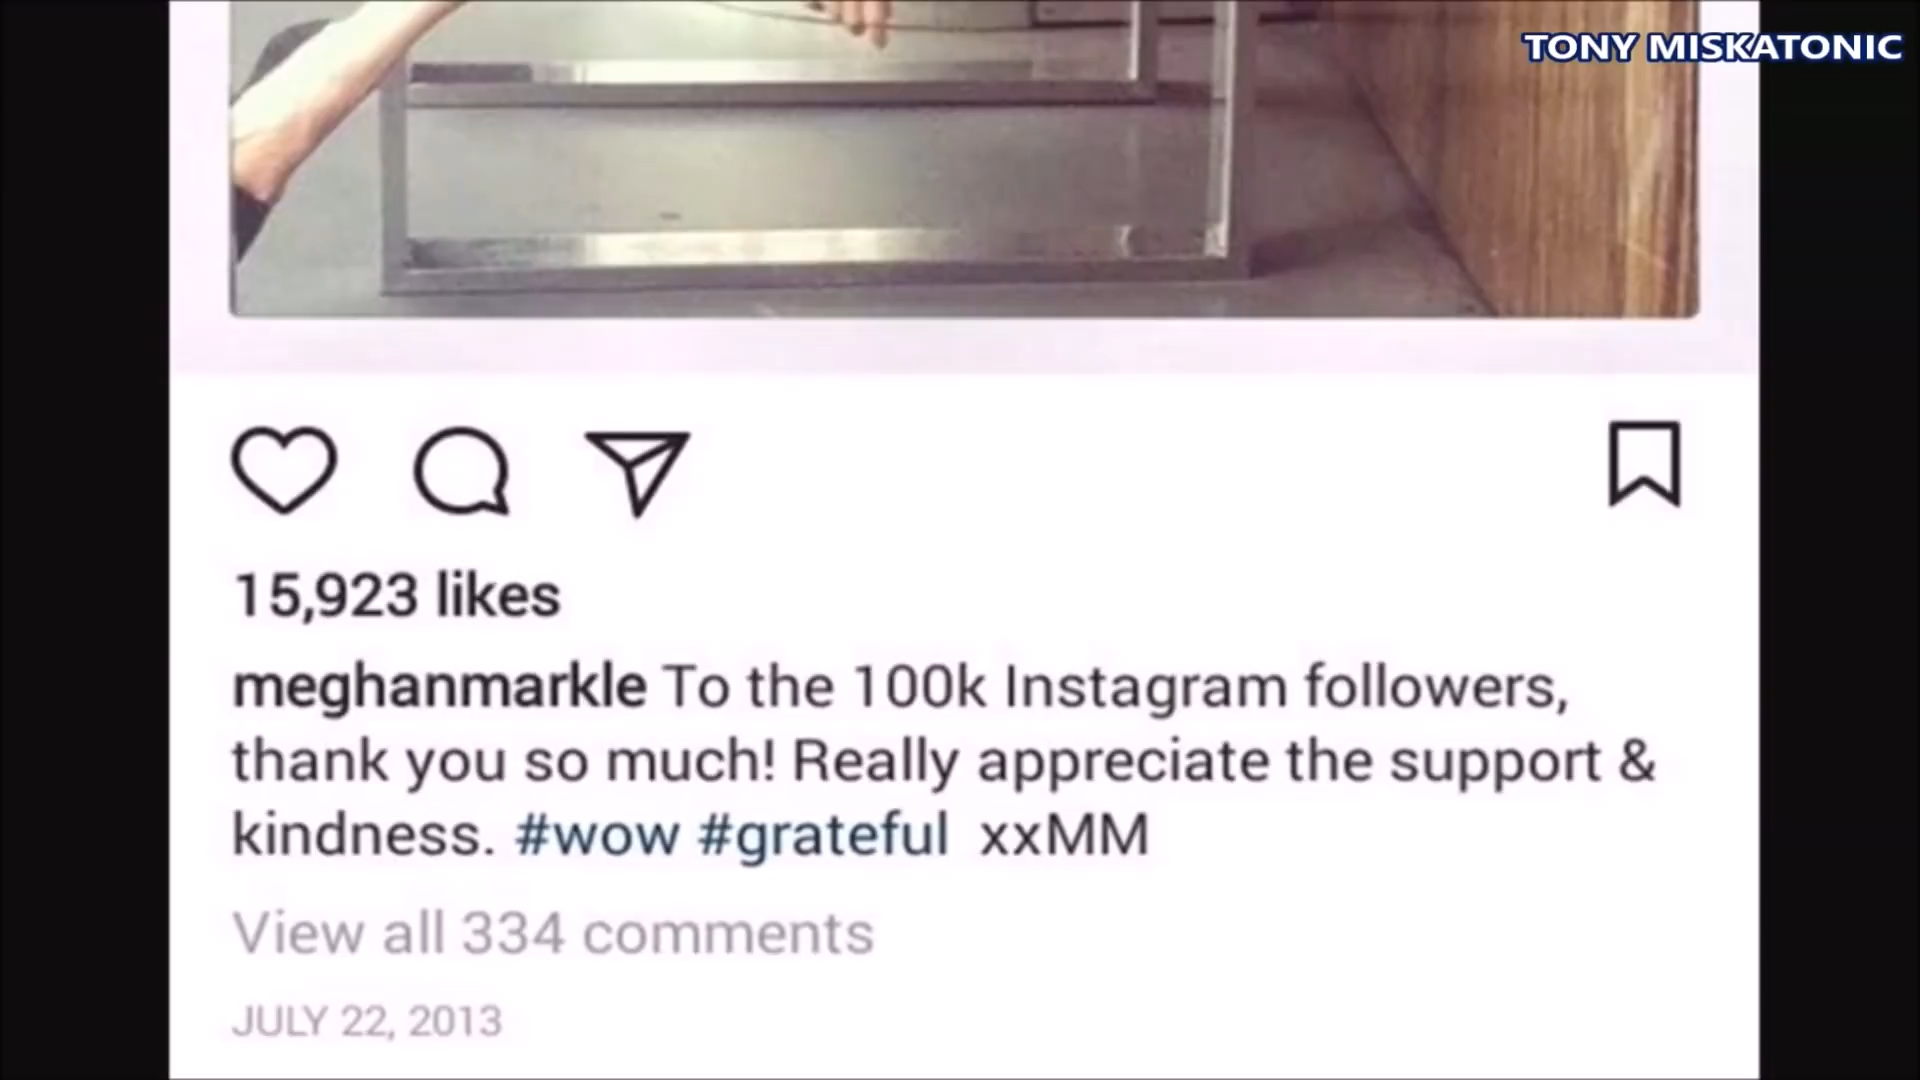 TONY MISKATONIC
15,923 likes
meghanmarkle To the 100k Instagram followers,
thank you so much! Really appreciate the support &
kindness. #wow #grateful xxMM
View all 334 comments
JULY 22, 2013